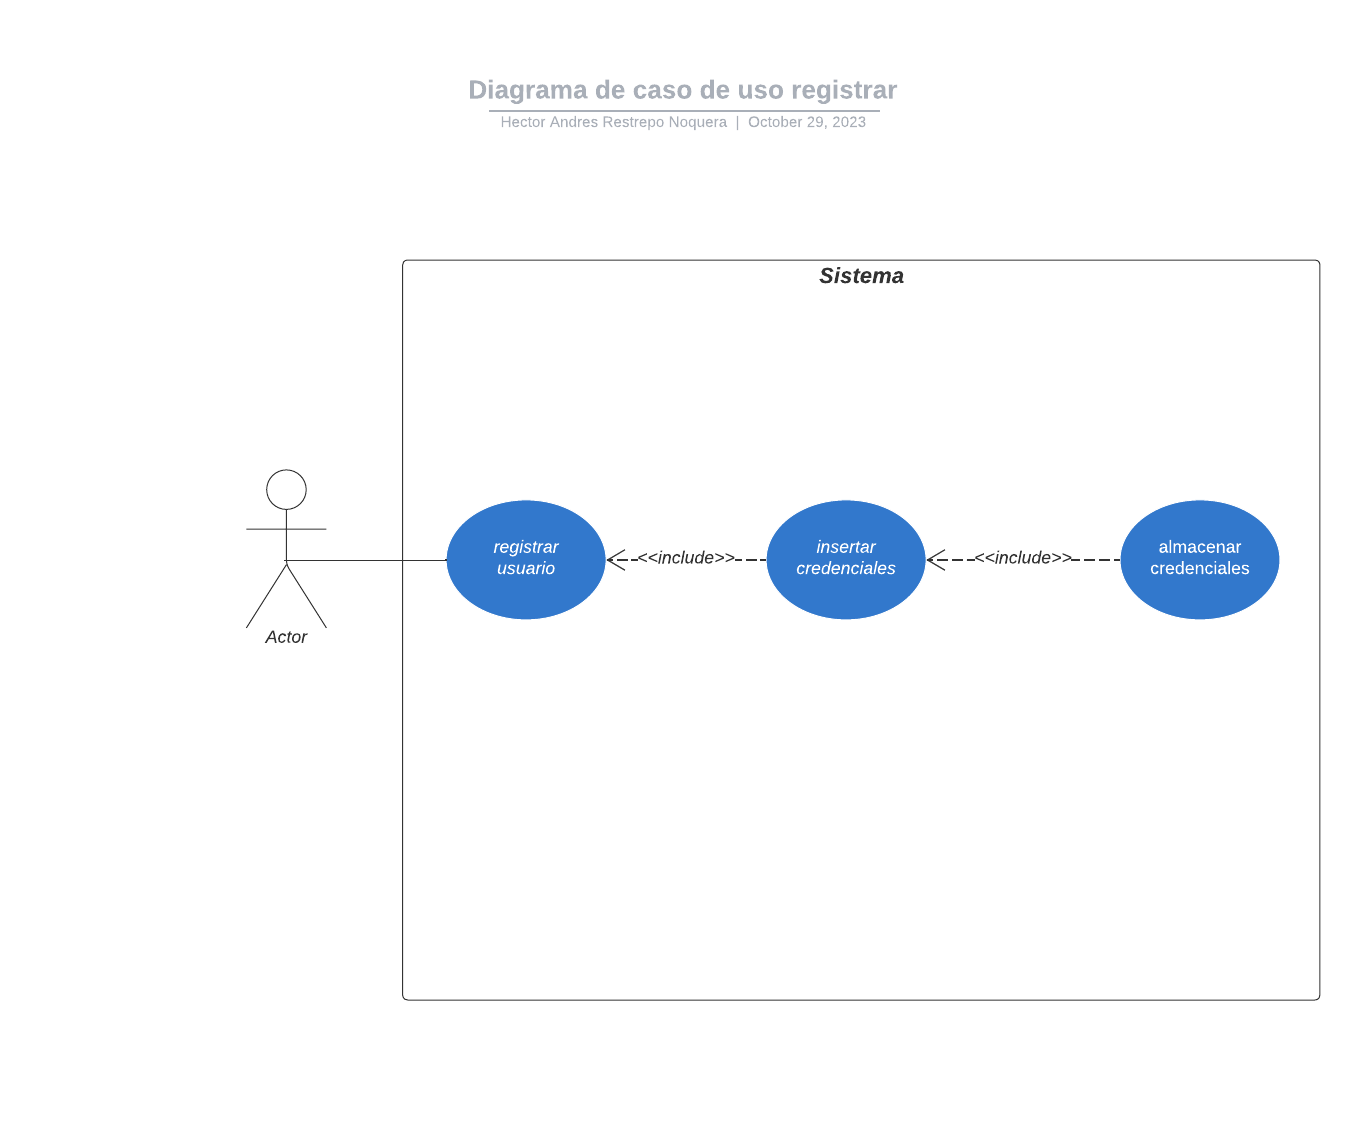 Diagrama de caso de uso registrar
Hector Andres Restrepo Noquera | October 29, 2023
Sistema
registrar
usuario
<<include>>
insertar
credenciales
<<include>>
almacenar
credenciales
Actor